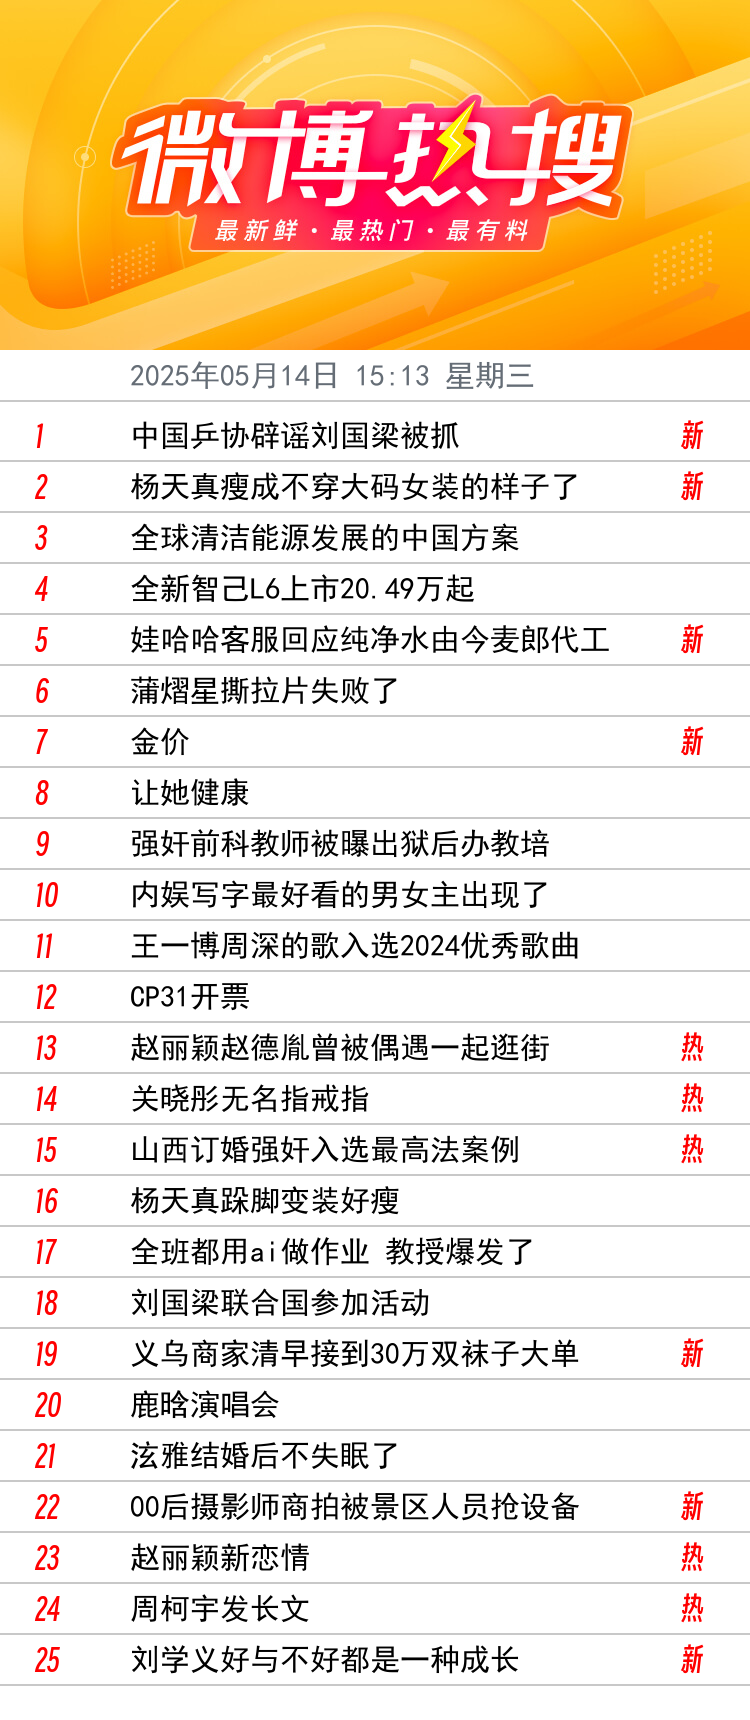 微博热搜
最新鲜·最热门·最有料
2025年05月14日 15:13 星期三
1 中国乒协辟谣刘国梁被抓 新
2 杨天真瘦成不穿大码女装的样子了 新
3 全球清洁能源发展的中国方案
4 全新智己L6上市20.49万起
5 娃哈哈客服回应纯净水由今麦郎代工 新
6 蒲熠星撕拉片失败了
7 金价 新
8 让她健康
9 强奸前科教师被曝出狱后办教培
10 内娱写字最好看的男女主出现了
11 王一博周深的歌入选2024优秀歌曲
12 CP31开票
13 赵丽颖赵德胤曾被偶遇一起逛街 热
14 关晓彤无名指戒指 热
15 山西订婚强奸入选最高法案例 热
16 杨天真跺脚变装好瘦
17 全班都用ai做作业 教授爆发了
18 刘国梁联合国参加活动
19 义乌商家清早接到30万双袜子大单 新
20 鹿晗演唱会
21 泫雅结婚后不失眠了
22 00后摄影师商拍被景区人员抢设备 新
23 赵丽颖新恋情 热
24 周柯宇发长文 热
25 刘学义好与不好都是一种成长 新